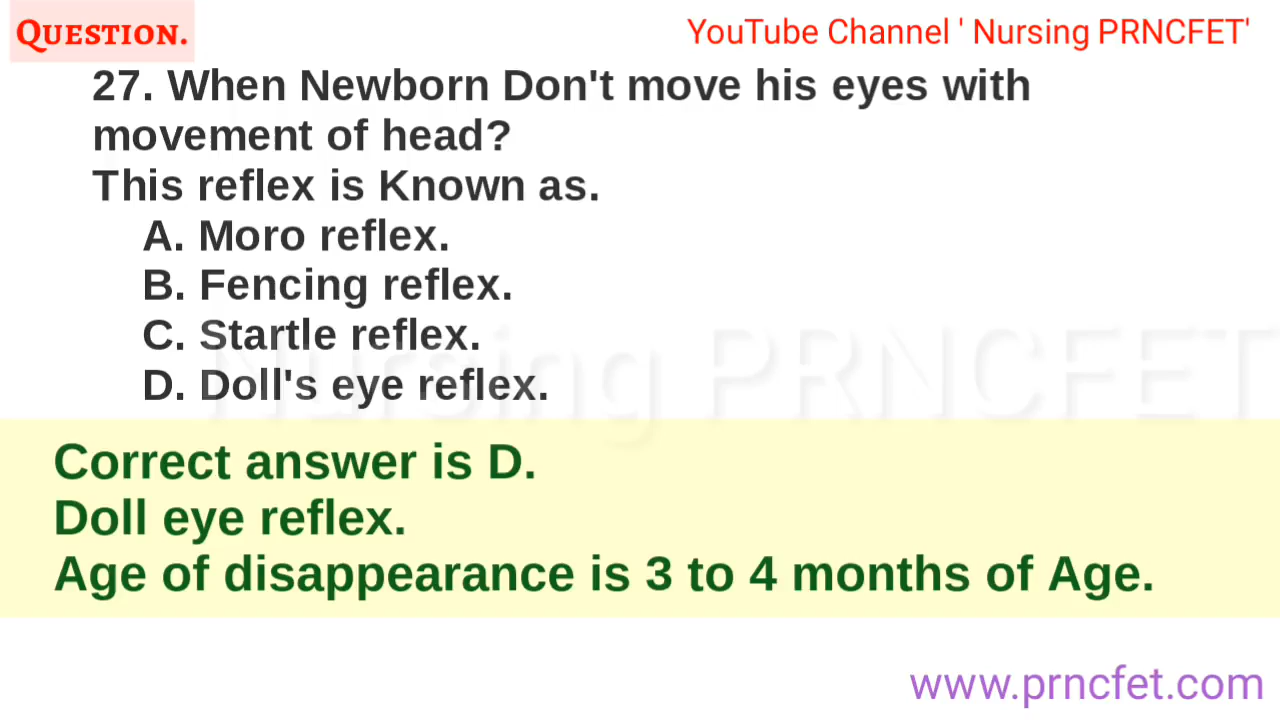 Question.
YouTube Channel ' Nursing PRNCFET'
27. When Newborn Don't move his eyes with
movement of head?
This reflex is Known as.
A. Moro reflex.
B. Fencing reflex.
C. Startle reflex.
D. Doll's eye reflex.
Nursing PRNCFET
Correct answer is D.
Doll eye reflex.
Age of disappearance is 3 to 4 months of Age.
www.prncfet.com